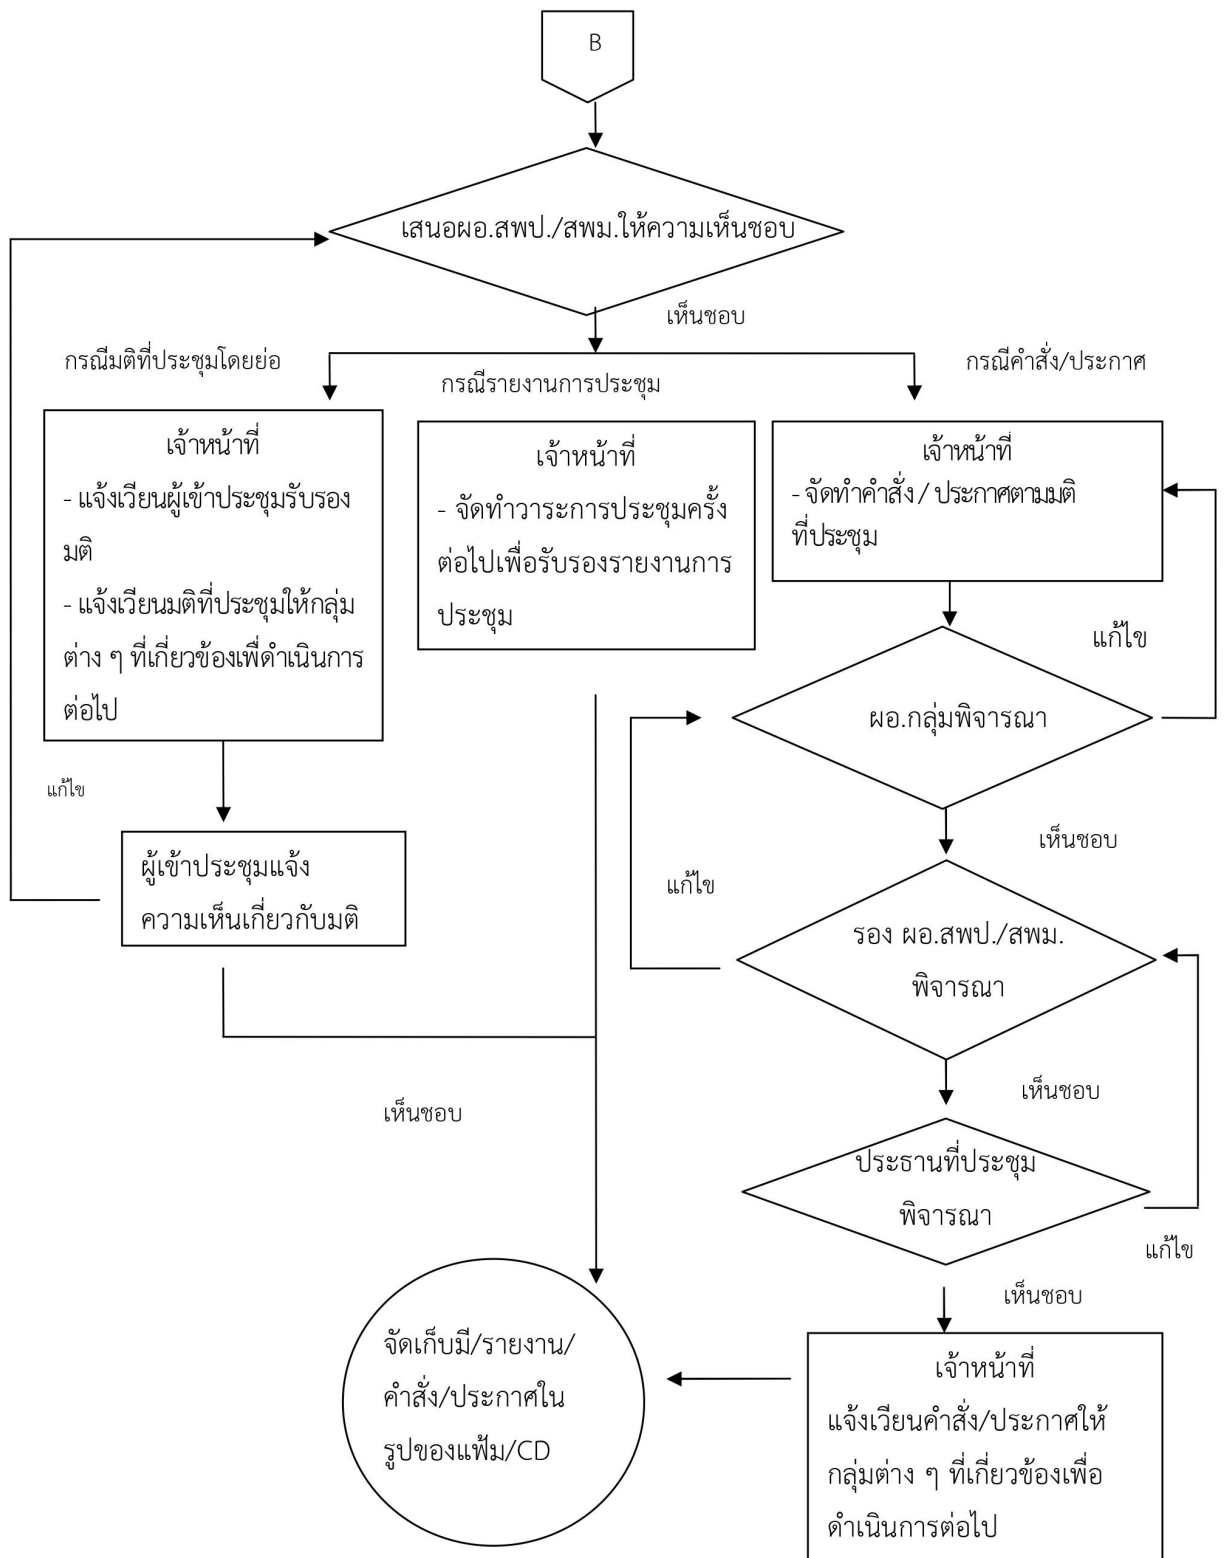 B
เสนอผอ.สพป./สพม.ให้ความเห็นชอบ
เห็นชอบ
กรณีมติที่ประชุมโดยย่อ
กรณีรายงานการประชุม
กรณีคำสั่ง/ประกาศ
เจ้าหน้าที่
- แจ้งเวียนผู้เข้าประชุมรับรอง
มติ
- แจ้งเวียนมติที่ประชุมให้กลุ่ม
ต่าง ๆ ที่เกี่ยวข้องเพื่ดำเนินการ
ต่อไป
เจ้าหน้าที่
- จัดทำวาระการประชุมครั้ง
ต่อไปเพื่อรับรองรายงานการ
ประชุม
เจ้าหน้าที่
- จัดทำคำสั่ง / ประกาศตามมติ
ที่ประชุม
แก้ไข
ผอ.กลุ่มพิจารณา
แก้ไข
ผู้เข้าประชุมแจ้ง
ความเห็นเกี่ยวกับมติ
เห็นชอบ
แก้ไข
รอง ผอ.สพป./สพม.
พิจารณา
เห็นชอบ
เห็นชอบ
ประธานที่ประชุม
พิจารณา
แก้ไข
เห็นชอบ
จัดเก็บมี/รายงาน/
คำสั่ง/ประกาศใน
รูปของแฟ้ม/CD
เจ้าหน้าที่
แจ้งเวียนคำสั่ง/ประกาศให้
กลุ่มต่าง ๆ ที่เกี่ยวข้องเพื่อ
ดำเนินการต่อไป